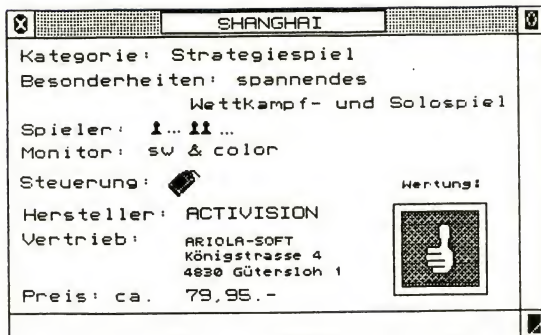 SHANGHAI
Kategorie: Strategiespiel
Besonderheiten: spannendes
Wettkampf- und Solospiel
Spieler: 1... 11...
Monitor: sw & color
Steuerung:
Wertung:
Hersteller: ACTIVISION
Vertrieb: ARIOLA-SOFT
Königstrasse 4
4830 Gütersloh 1
Preis: ca. 79,95.-